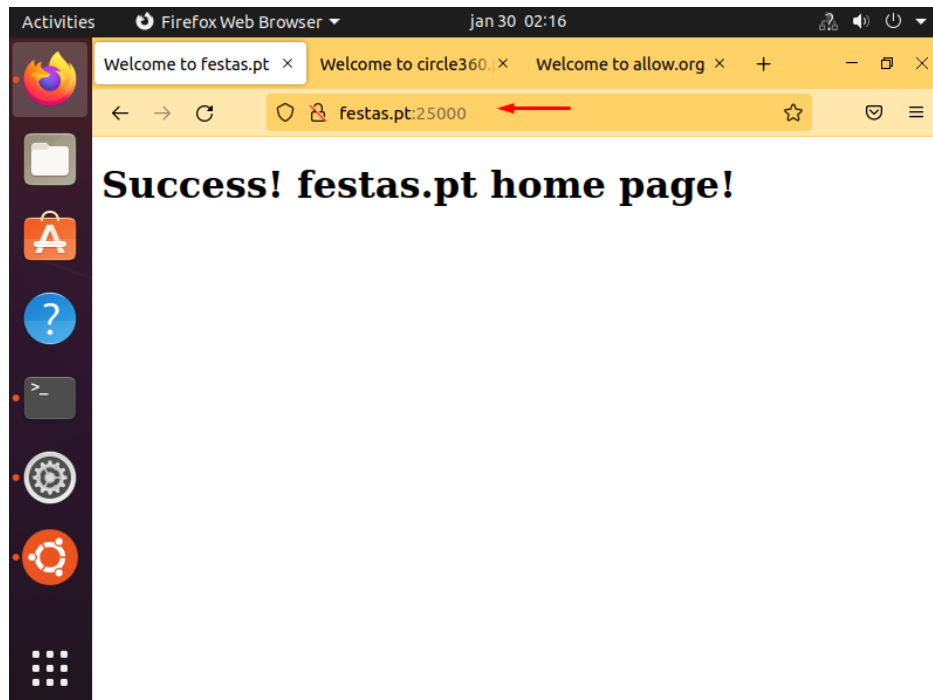 Activities Firefox Web Browser jan 30 02:16
Welcome to festas.pt Welcome to circle360.p Welcome to allow.org
festas.pt:25000
Success! festas.pt home page!